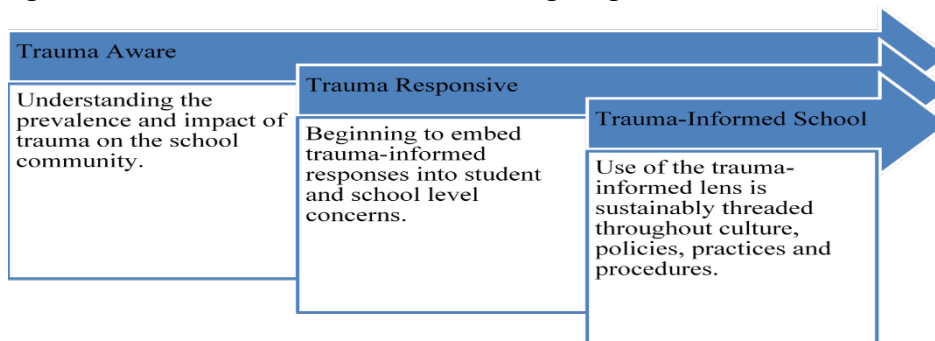 Trauma Aware
Understanding the
prevalence and impact of
trauma on the school
community.
Trauma Responsive
Beginning to embed
trauma-informed
responses into student
and school level
concerns.
Trauma-Informed School
Use of the trauma-
informed lens is
sustainably threaded
throughout culture,
policies, practices and
procedures.